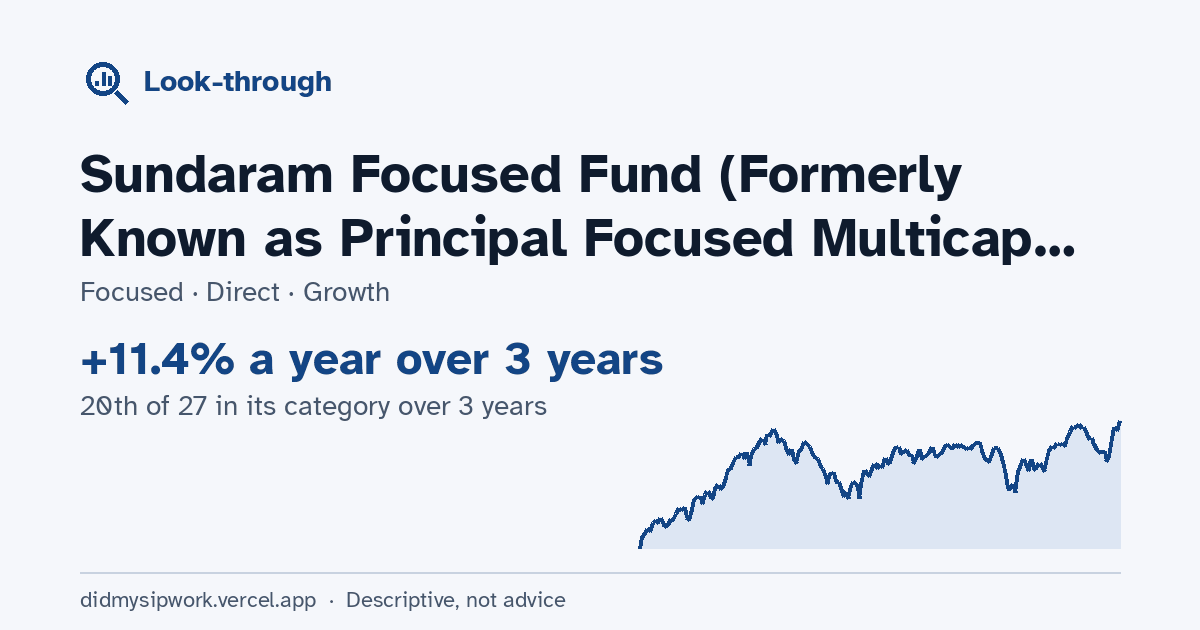 Look-through
Sundaram Focused Fund (Formerly
Known as Principal Focused Multicap...
Focused · Direct · Growth
+11.4% a year over 3 years
20th of 27 in its category over 3 years
didmysipwork.vercel.app · Descriptive, not advice